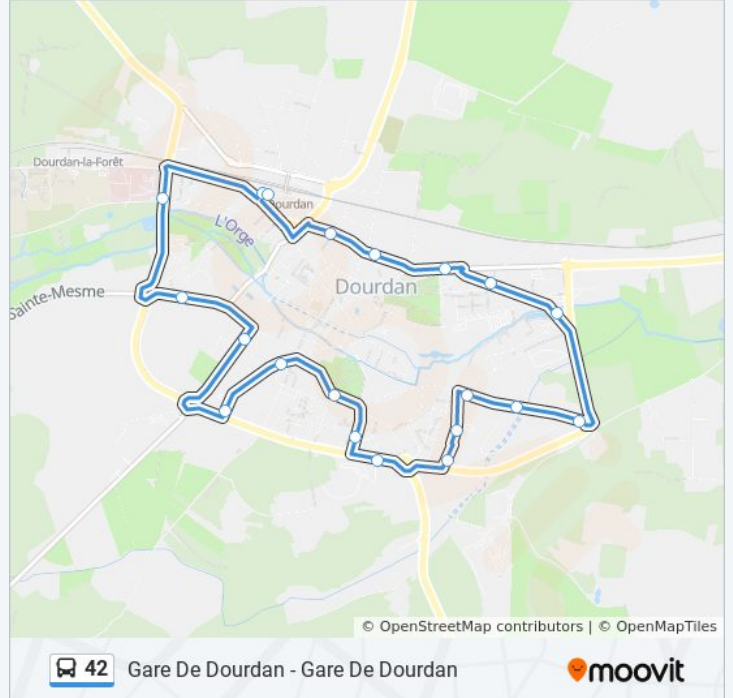 Dourdan-la-Forêt
Dourdan
L'Orge
Sainte-Mesme
Dourdan
© OpenStreetMap contributors | © OpenMapTiles
42 Gare De Dourdan - Gare De Dourdan
moovit